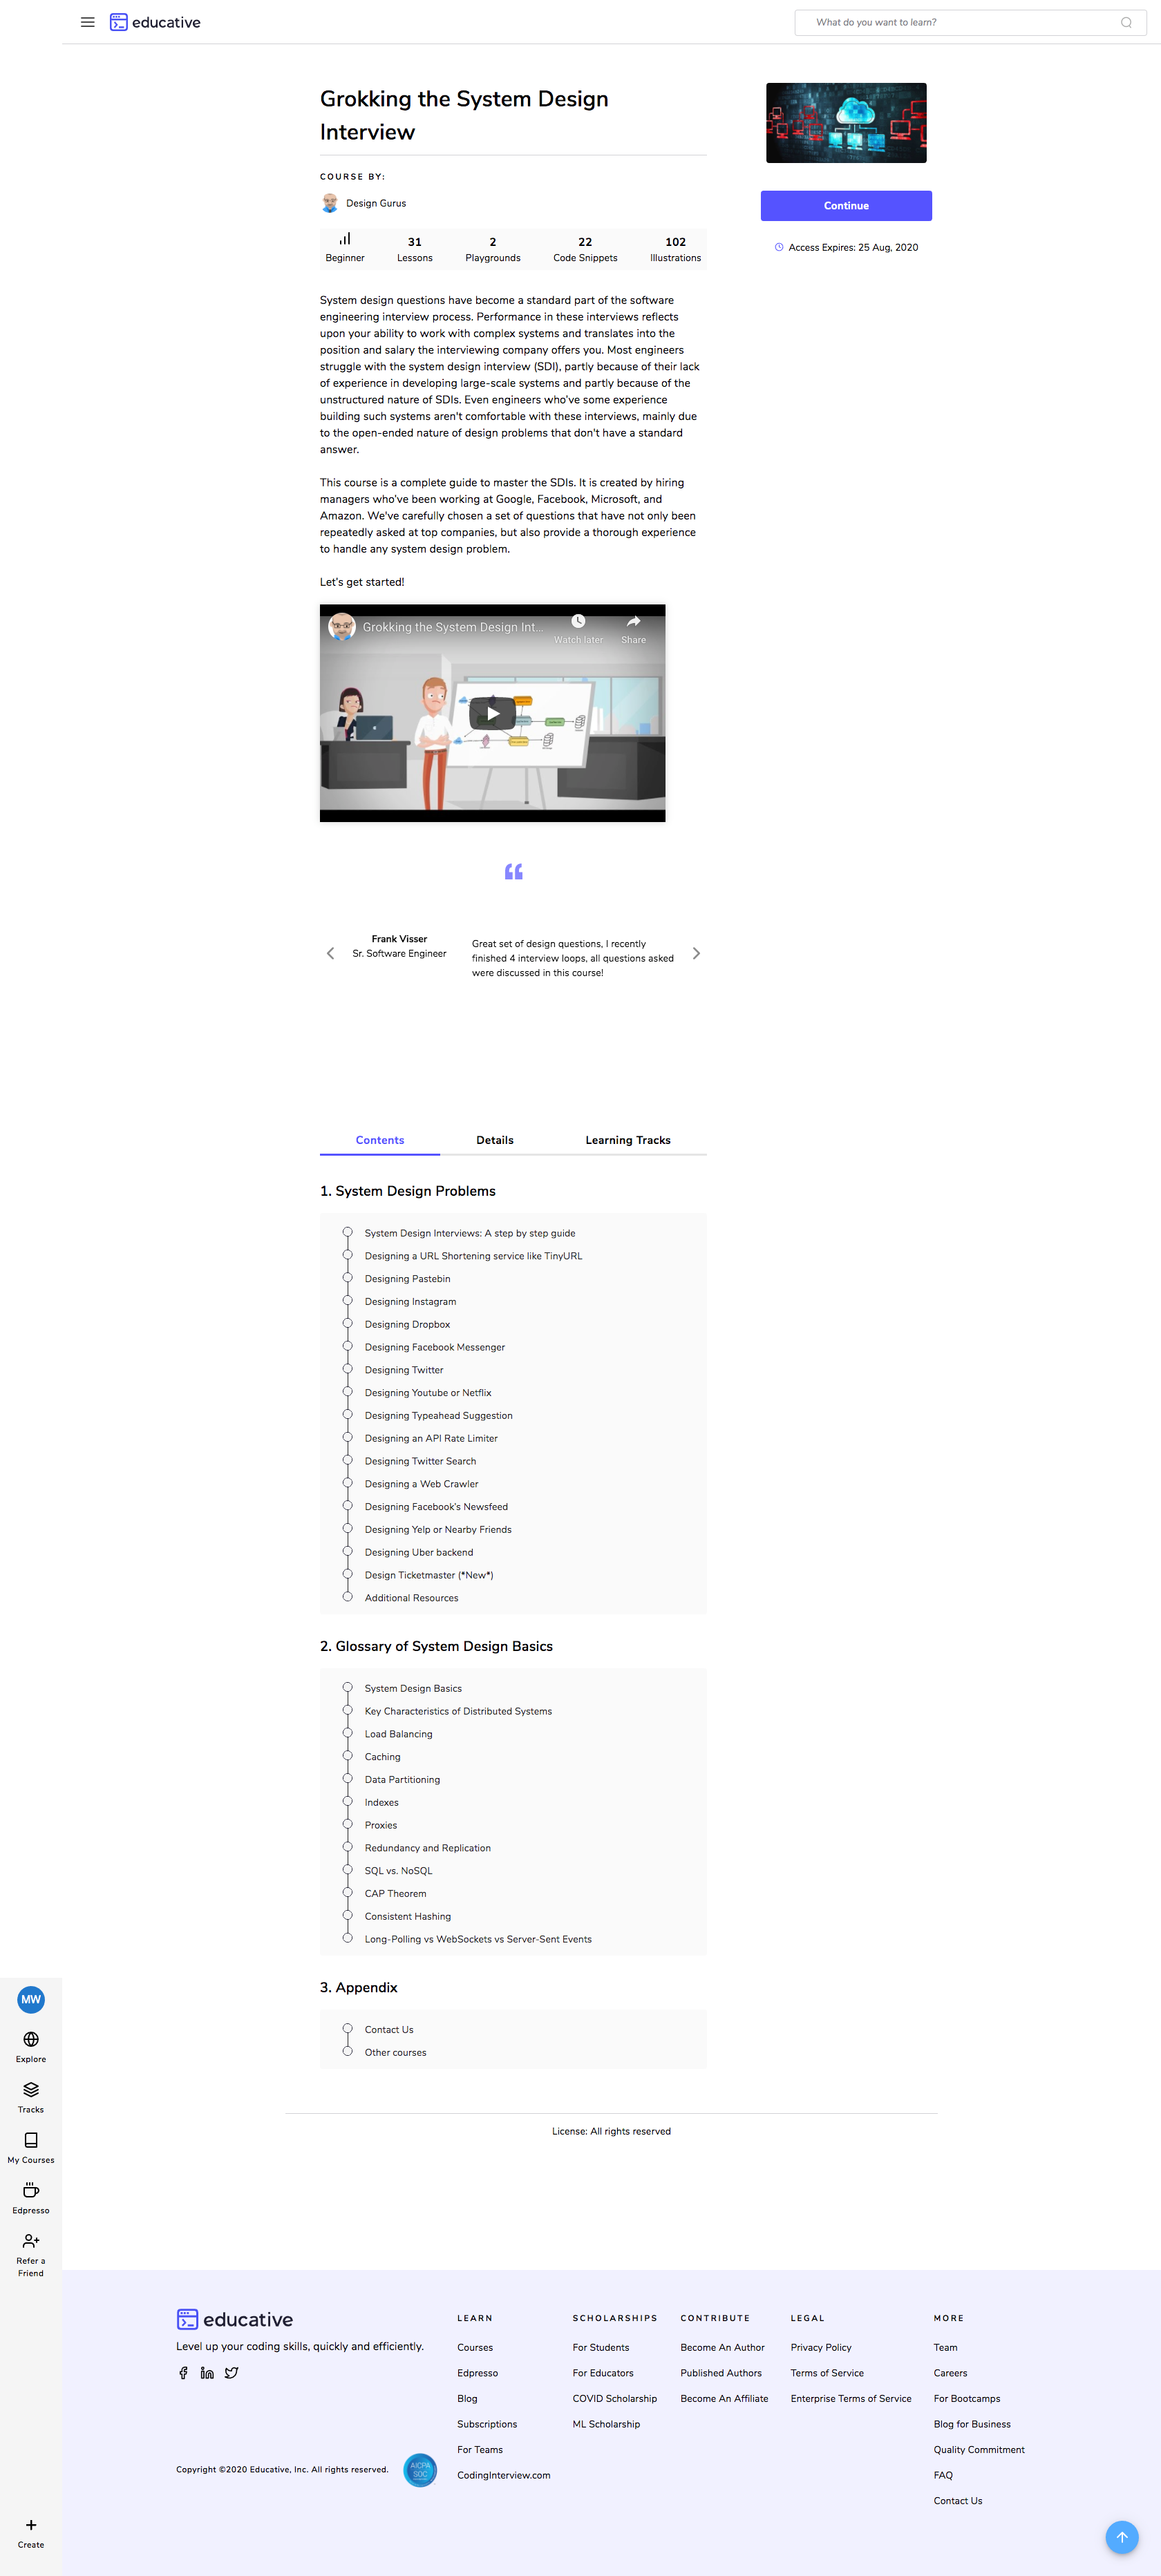 educative
What do you want to learn?
Grokking the System Design
Interview
COURSE BY:
Design Gurus
Beginner
31
Lessons
2
Playgrounds
22
Code Snippets
102
Illustrations
Continue
Access Expires: 25 Aug, 2020
System design questions have become a standard part of the software
engineering interview process. Performance in these interviews reflects
upon your ability to work with complex systems and translates into the
position and salary the interviewing company offers you. Most engineers
struggle with the system design interview (SDI), partly because of their lack
of experience in developing large-scale systems and partly because of the
unstructured nature of SDIs. Even engineers who've some experience
building such systems aren't comfortable with these interviews, mainly due
to the open-ended nature of design problems that don't have a standard
answer.
This course is a complete guide to master the SDIs. It is created by hiring
managers who've been working at Google, Facebook, Microsoft, and
Amazon. We've carefully chosen a set of questions that have not only been
repeatedly asked at top companies, but also provide a thorough experience
to handle any system design problem.
Let's get started!
Grokking the System Design Int...
Watch later
Share
Frank Visser
Sr. Software Engineer
Great set of design questions, I recently
finished 4 interview loops, all questions asked
were discussed in this course!
Contents
Details
Learning Tracks
1. System Design Problems
System Design Interviews: A step by step guide
Designing a URL Shortening service like TinyURL
Designing Pastebin
Designing Instagram
Designing Dropbox
Designing Facebook Messenger
Designing Twitter
Designing Youtube or Netflix
Designing Typeahead Suggestion
Designing an API Rate Limiter
Designing Twitter Search
Designing a Web Crawler
Designing Facebook's Newsfeed
Designing Yelp or Nearby Friends
Designing Uber backend
Design Ticketmaster (*New*)
Additional Resources
2. Glossary of System Design Basics
System Design Basics
Key Characteristics of Distributed Systems
Load Balancing
Caching
Data Partitioning
Indexes
Proxies
Redundancy and Replication
SQL vs. NoSQL
CAP Theorem
Consistent Hashing
Long-Polling vs WebSockets vs Server-Sent Events
3. Appendix
Contact Us
Other courses
License: All rights reserved
MW
Explore
Tracks
My Courses
Edpresso
Refer a
Friend
Create
educative
Level up your coding skills, quickly and efficiently.
Copyright ©2020 Educative, Inc. All rights reserved.
AICPA
SOC
LEARN
Courses
Edpresso
Blog
Subscriptions
For Teams
CodingInterview.com
SCHOLARSHIPS
For Students
For Educators
COVID Scholarship
ML Scholarship
CONTRIBUTE
Become An Author
Published Authors
Become An Affiliate
LEGAL
Privacy Policy
Terms of Service
Enterprise Terms of Service
MORE
Team
Careers
For Bootcamps
Blog for Business
Quality Commitment
FAQ
Contact Us